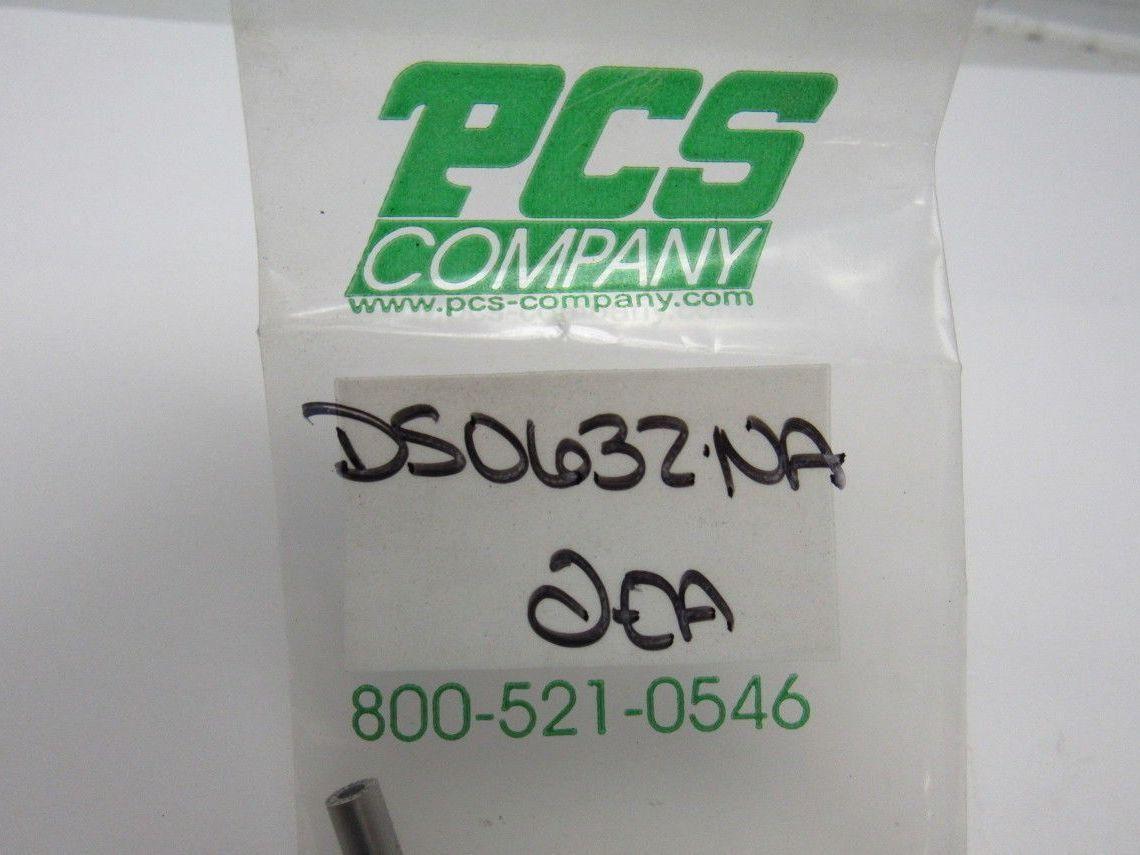 PCS
COMPANY
www.pcs-company.com
DS0632-NA
2EA
800-521-0546